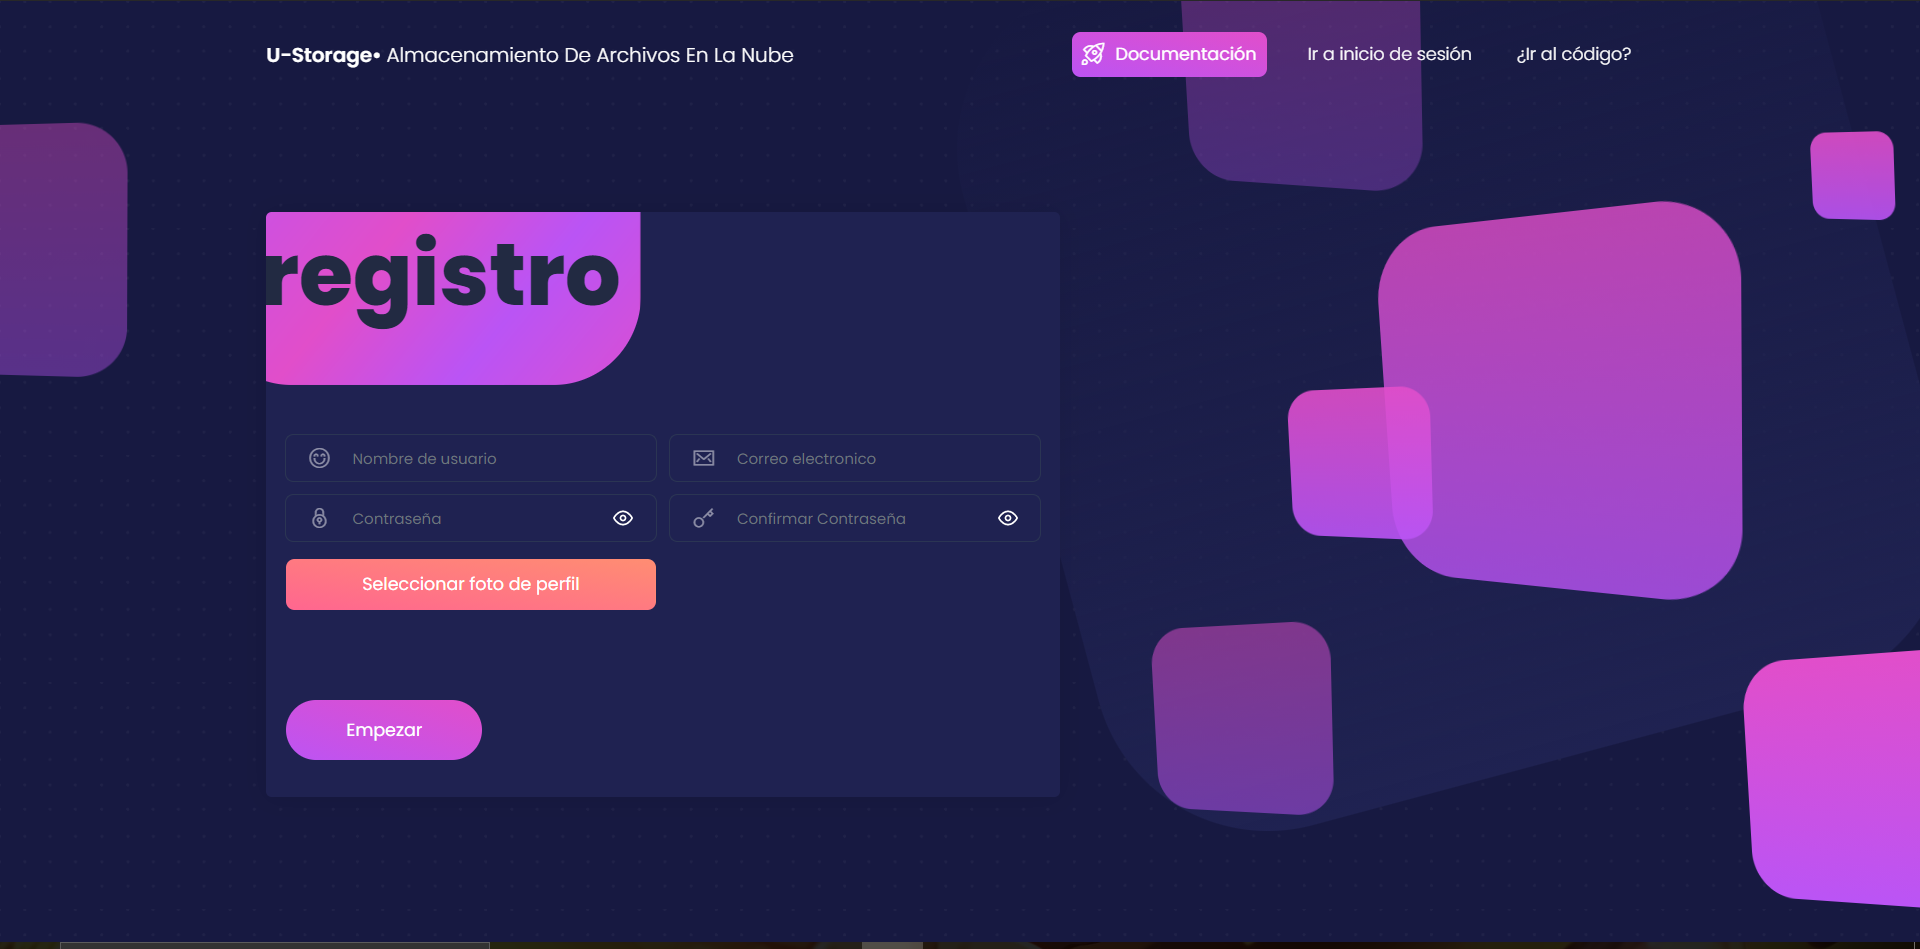 U-Storage• Almacenamiento De Archivos En La Nube
Documentación
Ir a inicio de sesión
¿Ir al código?
registro
Nombre de usuario
Correo electronico
Contraseña
Confirmar Contraseña
Seleccionar foto de perfil
Empezar